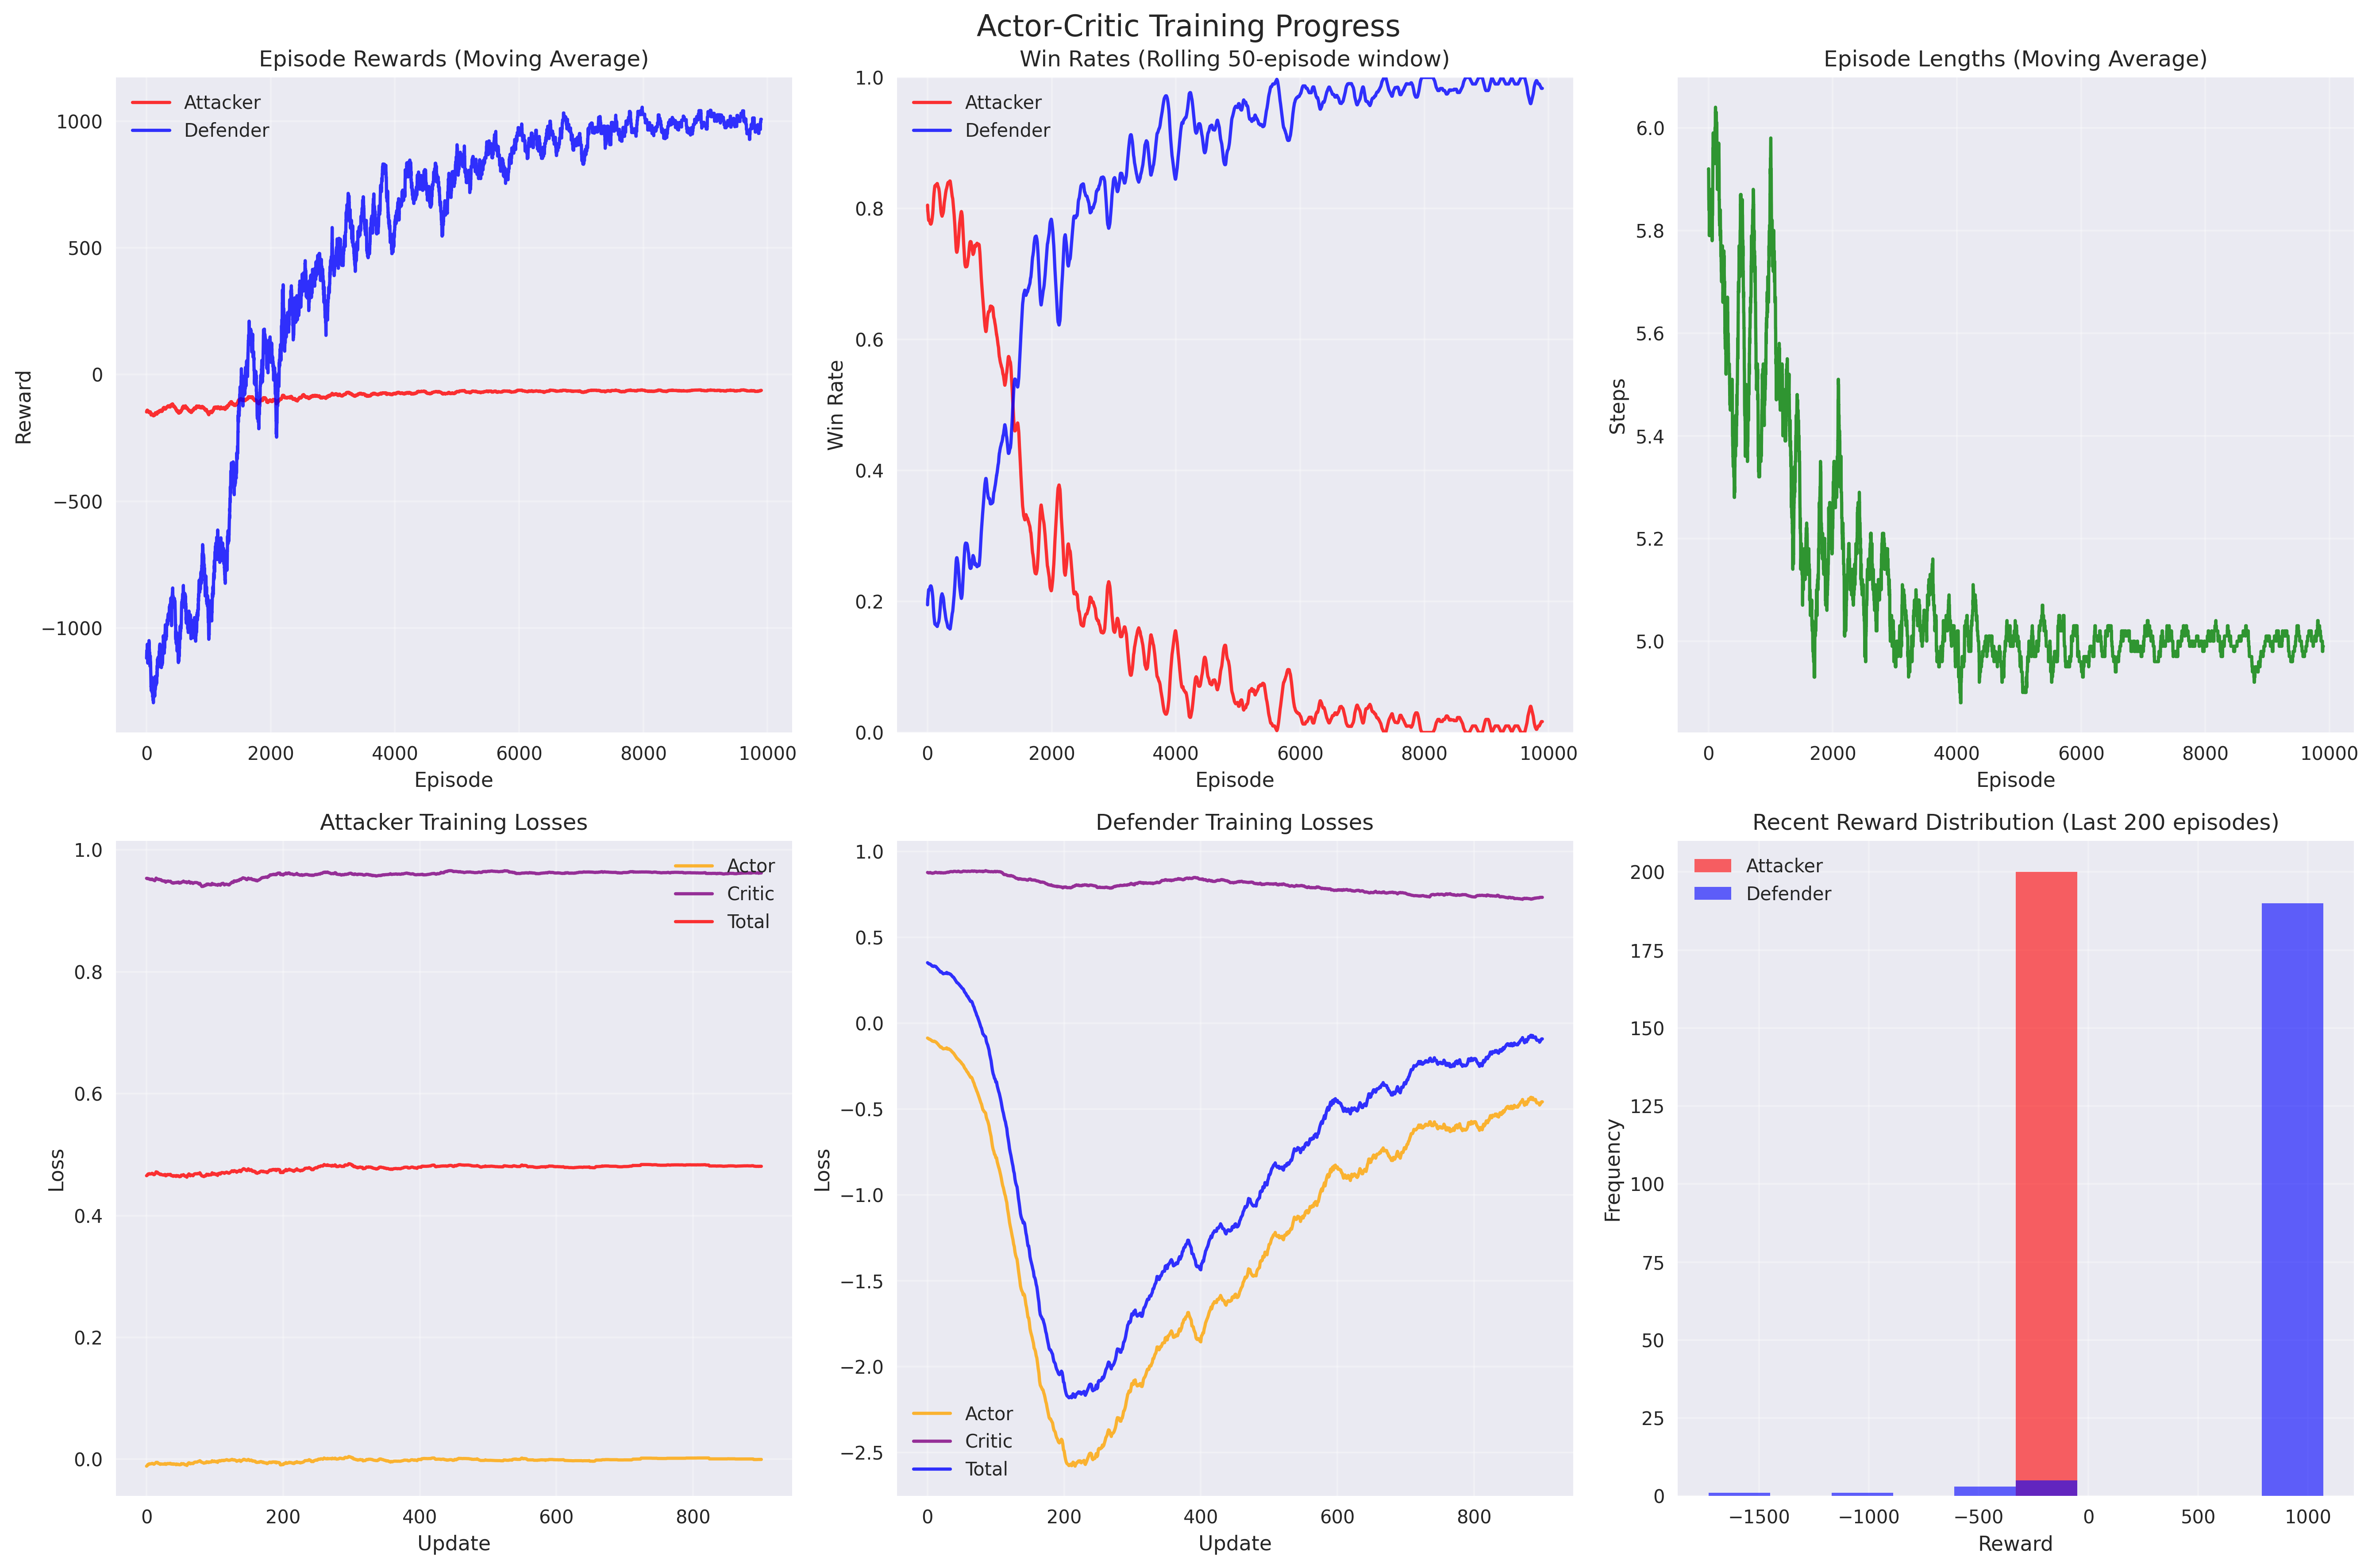 Actor-Critic Training Progress
Episode Rewards (Moving Average)
Attacker
Defender
1000
500
0
−500
−1000
Reward
0 2000 4000 6000 8000 10000
Episode
Win Rates (Rolling 50-episode window)
Attacker
Defender
1.0
0.8
0.6
0.4
0.2
0.0
Win Rate
0 2000 4000 6000 8000 10000
Episode
Episode Lengths (Moving Average)
6.0
5.8
5.6
5.4
5.2
5.0
Steps
0 2000 4000 6000 8000 10000
Episode
Attacker Training Losses
Actor
Critic
Total
1.0
0.8
0.6
0.4
0.2
0.0
Loss
0 200 400 600 800
Update
Defender Training Losses
1.0
0.5
0.0
−0.5
−1.0
−1.5
−2.0
−2.5
Loss
Actor
Critic
Total
0 200 400 600 800
Update
Recent Reward Distribution (Last 200 episodes)
Attacker
Defender
200
175
150
125
100
75
50
25
0
Frequency
−1500 −1000 −500 0 500 1000
Reward